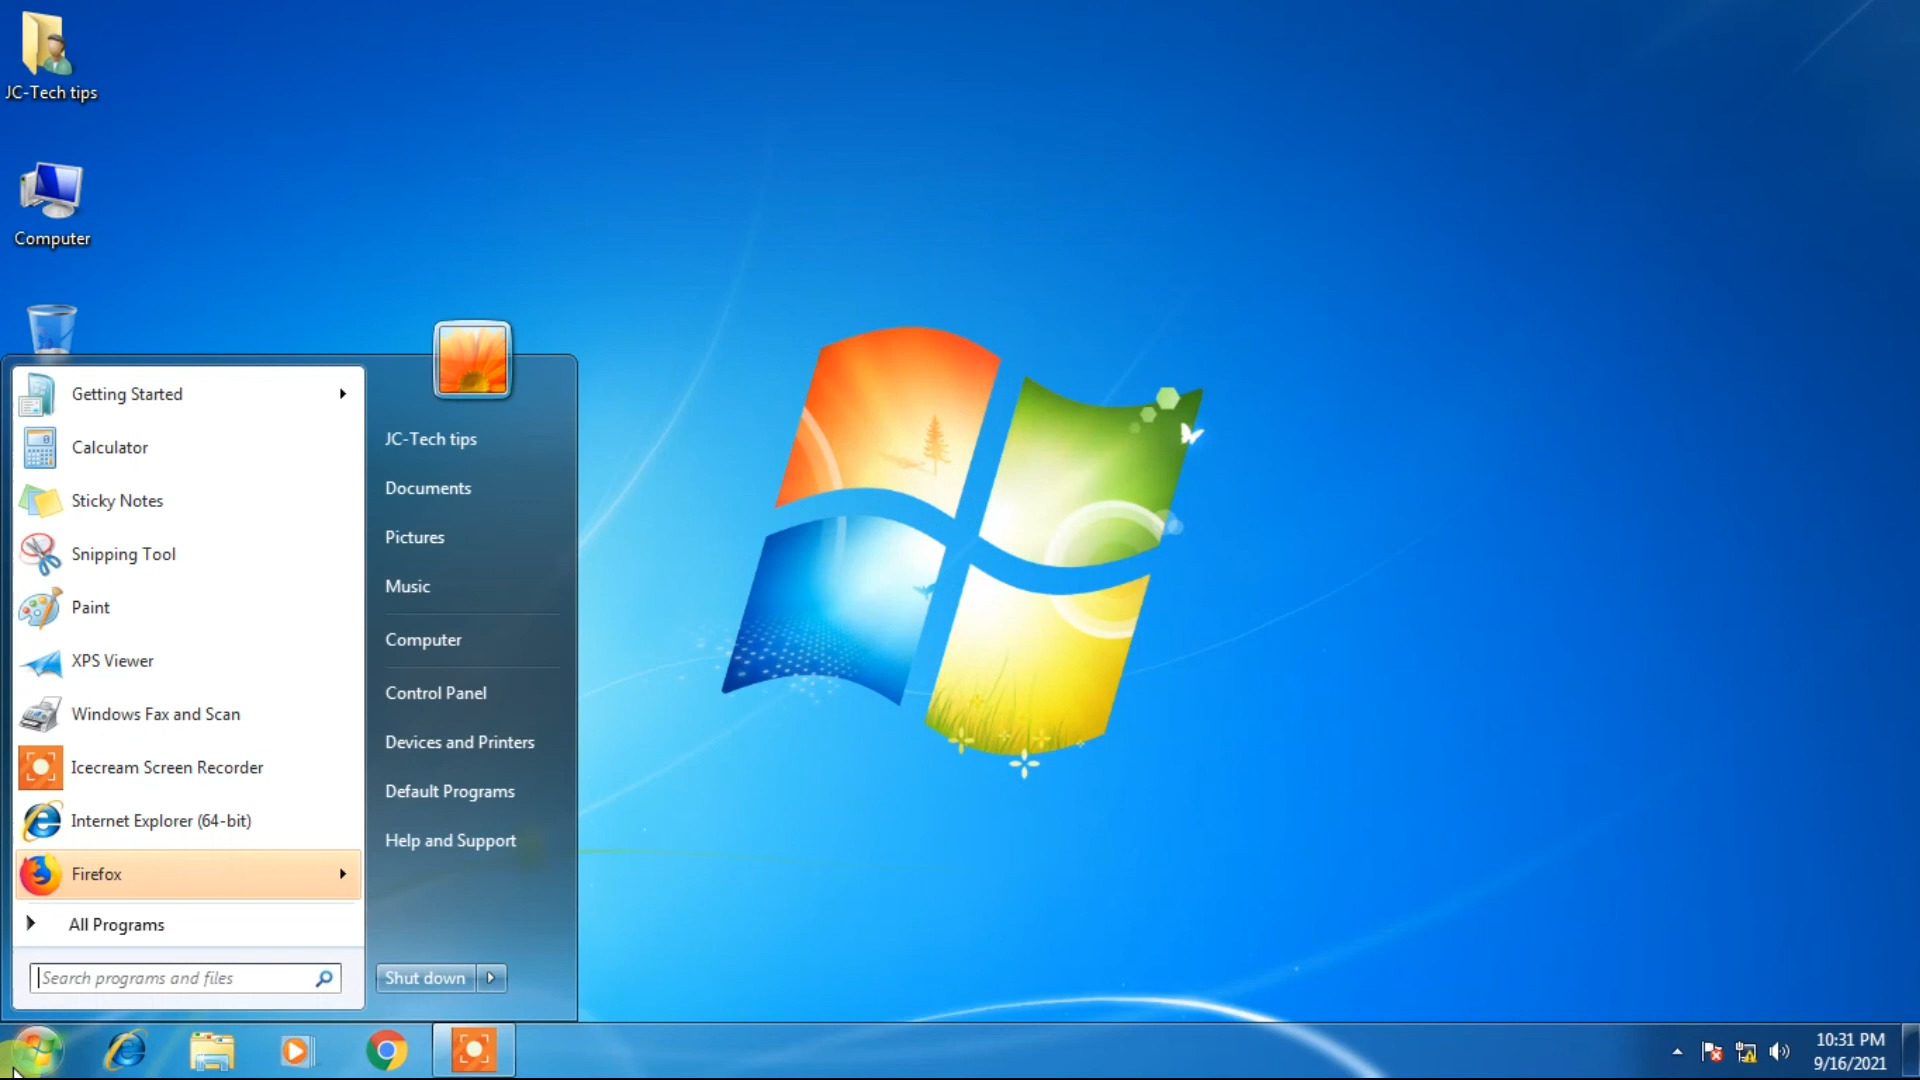 JC-Tech tips
Computer
Getting Started
Calculator
Sticky Notes
Snipping Tool
Paint
XPS Viewer
Windows Fax and Scan
Icecream Screen Recorder
Internet Explorer (64-bit)
Firefox
All Programs
Search programs and files
JC-Tech tips
Documents
Pictures
Music
Computer
Control Panel
Devices and Printers
Default Programs
Help and Support
Shut down
10:31 PM
9/16/2021